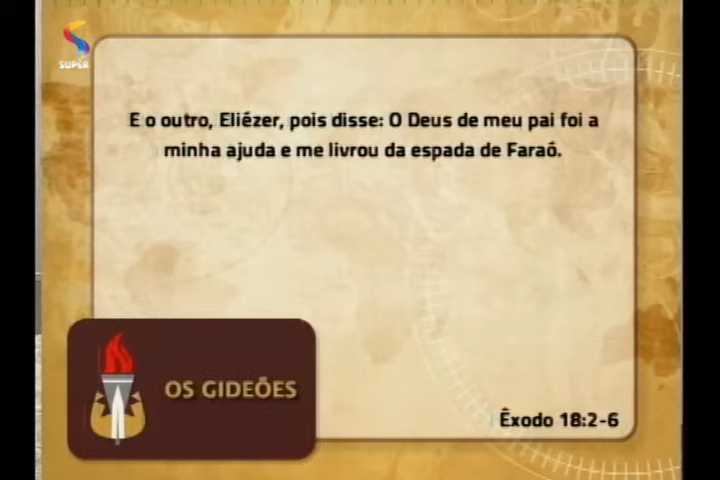 SUPER
E o outro, Eliézer, pois disse: O Deus de meu pai foi a
minha ajuda e me livrou da espada de Faraó.
OS GIDEÕES
Êxodo 18:2-6